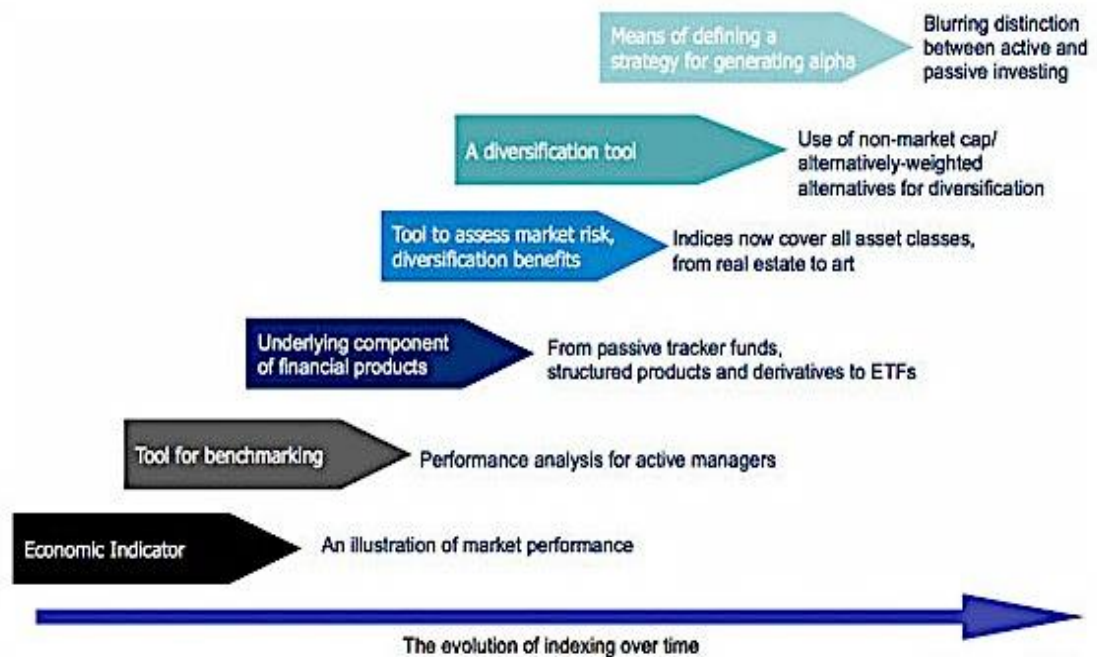 Means of defining a
strategy for generating alpha
Blurring distinction
between active and
passive investing
A diversification tool
Use of non-market cap/
alternatively-weighted
alternatives for diversification
Tool to assess market risk,
diversification benefits
Indices now cover all asset classes,
from real estate to art
Underlying component
of financial products
From passive tracker funds,
structured products and derivatives to ETFs
Tool for benchmarking
Performance analysis for active managers
Economic Indicator
An illustration of market performance
The evolution of indexing over time